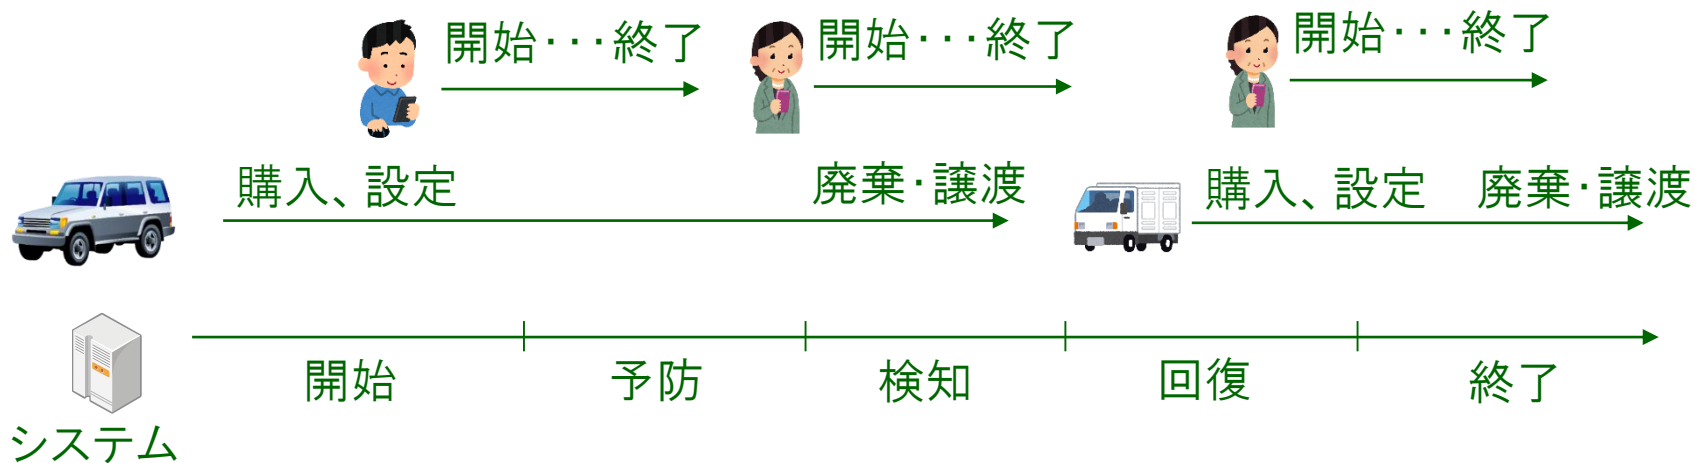 開始・・・終了
開始・・・終了
開始・・・終了
購入、設定
廃棄・譲渡
購入、設定
廃棄・譲渡
開始
予防
検知
回復
終了
システム